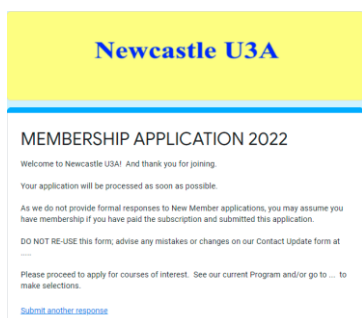 Newcastle U3A
MEMBERSHIP APPLICATION 2022
Welcome to Newcastle U3A! And thank you for joining.
Your application will be processed as soon as possible.
As we do not provide formal responses to New Member applications, you may assume you
have membership if you have paid the subscription and submitted this application.
DO NOT RE-USE this form; advise any mistakes or changes on our Contact Update form at
.....
Please proceed to apply for courses of interest. See our current Program and/or go to ... to
make selections.
Submit another response